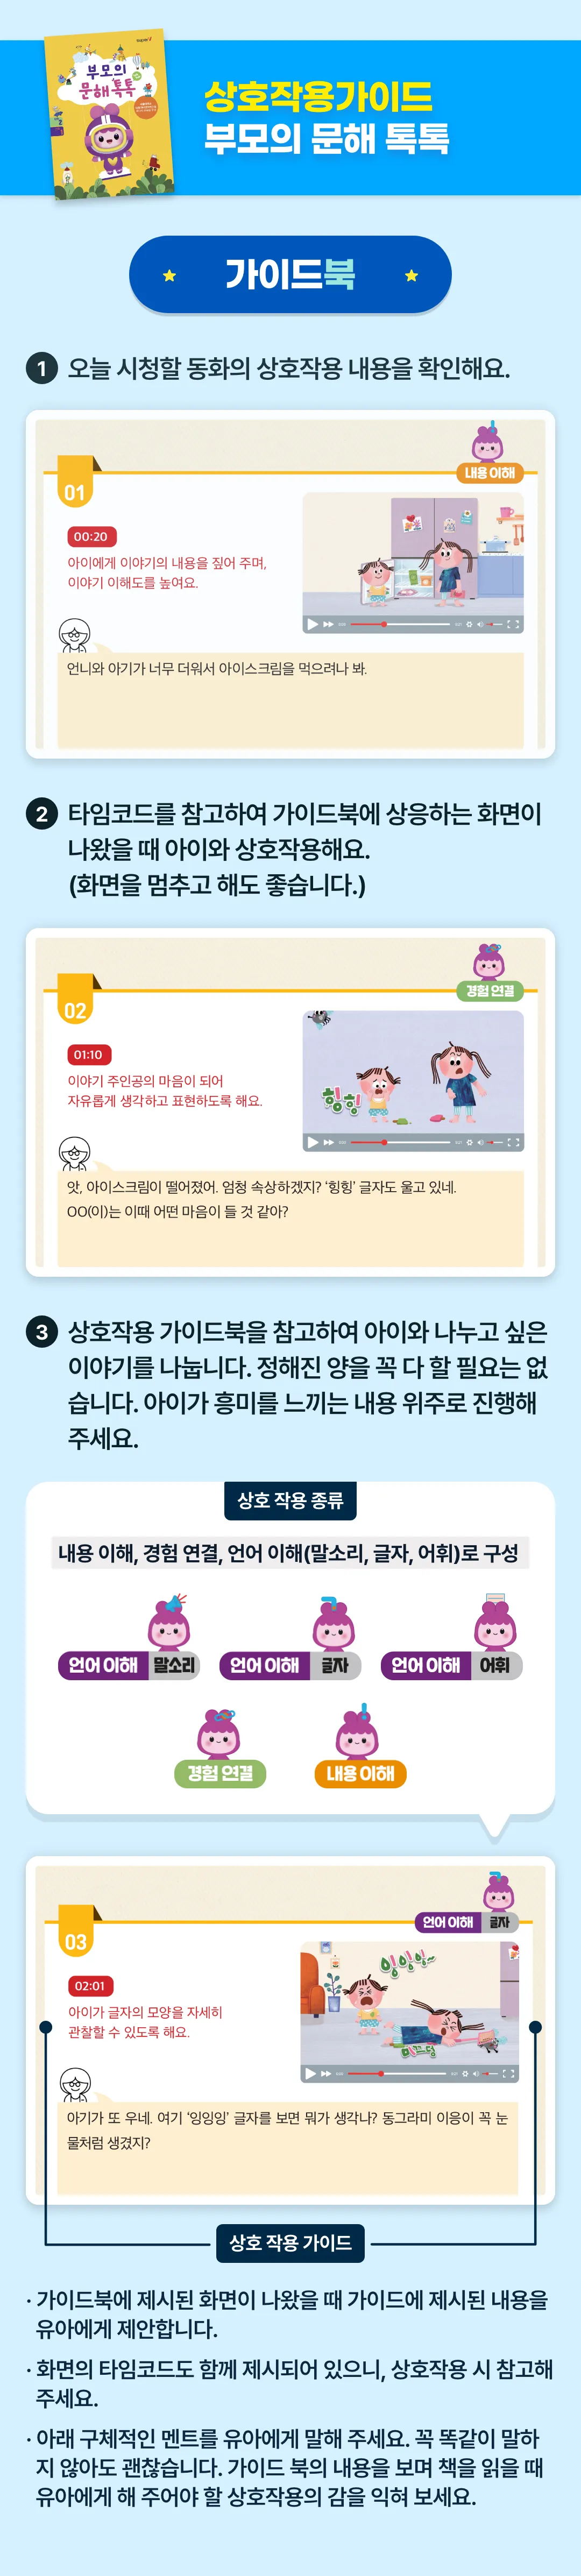 부모의
문해톡톡
상호작용가이드
부모의 문해 톡톡
가이드북
1 오늘 시청할 동화의 상호작용 내용을 확인해요.
내용 이해
01
00:20
아이에게 이야기의 내용을 짚어 주며,
이야기 이해도를 높여요.
언니와 아기가 너무 더워서 아이스크림을 먹으려나 봐.
2 타임코드를 참고하여 가이드북에 상응하는 화면이
나왔을 때 아이와 상호작용해요.
(화면을 멈추고 해도 좋습니다.)
경험 연결
02
01:10
이야기 주인공의 마음이 되어
자유롭게 생각하고 표현하도록 해요.
힝힝
앗, 아이스크림이 떨어졌어. 엄청 속상하겠지? ‘힝힝’ 글자도 울고 있네.
OO(이)는 이때 어떤 마음이 들 것 같아?
3 상호작용 가이드북을 참고하여 아이와 나누고 싶은
이야기를 나눕니다. 정해진 양을 꼭 다 할 필요는 없
습니다. 아이가 흥미를 느끼는 내용 위주로 진행해
주세요.
상호 작용 종류
내용 이해, 경험 연결, 언어 이해(말소리, 글자, 어휘)로 구성
언어 이해 말소리
언어 이해 글자
언어 이해 어휘
경험 연결
내용 이해
언어 이해 글자
03
02:01
아이가 글자의 모양을 자세히
관찰할 수 있도록 해요.
잉잉잉~
미끄덩
아기가 또 우네. 여기 ‘잉잉잉’ 글자를 보면 뭐가 생각나? 동그라미 이응이 꼭 눈
물처럼 생겼지?
상호 작용 가이드
· 가이드북에 제시된 화면이 나왔을 때 가이드에 제시된 내용을
유아에게 제안합니다.
· 화면의 타임코드도 함께 제시되어 있으니, 상호작용 시 참고해
주세요.
· 아래 구체적인 멘트를 유아에게 말해 주세요. 꼭 똑같이 말하
지 않아도 괜찮습니다. 가이드 북의 내용을 보며 책을 읽을 때
유아에게 해 주어야 할 상호작용의 감을 익혀 보세요.